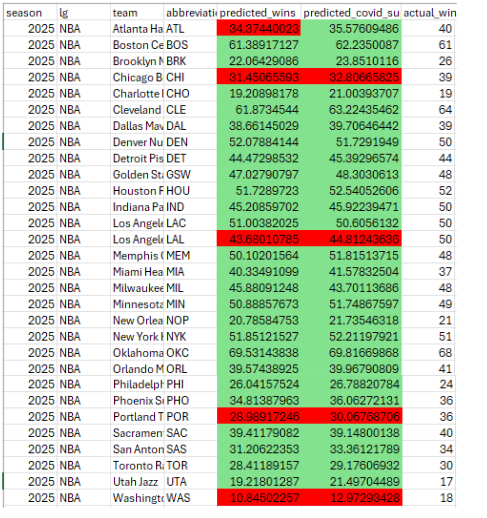 season lg team abbreviatio predicted_wins predicted_covid_su actual_win
2025 NBA Atlanta Ha ATL 34.37440023 35.57609486 40
2025 NBA Boston Ce BOS 61.38917127 62.2350087 61
2025 NBA Brooklyn N BRK 22.06429086 23.8510116 26
2025 NBA Chicago B CHI 31.45065593 32.80665825 39
2025 NBA Charlotte CHO 19.20898178 21.00393707 19
2025 NBA Cleveland CLE 61.8734544 63.22435462 64
2025 NBA Dallas Mav DAL 38.66145029 39.70646442 39
2025 NBA Denver Nu DEN 52.07884144 51.7291949 50
2025 NBA Detroit Pis DET 44.47298532 45.39296574 44
2025 NBA Golden Sta GSW 47.02790797 48.3030613 48
2025 NBA Houston F HOU 51.7289723 52.54052606 52
2025 NBA Indiana Pa IND 45.20859702 45.92239471 50
2025 NBA Los Angele LAC 51.00382025 50.6056132 50
2025 NBA Los Angele LAL 43.68010785 44.81243636 50
2025 NBA Memphis ( MEM 50.10201564 51.81513715 48
2025 NBA Miami Hea MIA 40.33491099 41.57832504 37
2025 NBA Milwaukee MIL 45.88091248 43.70113686 48
2025 NBA Minnesota MIN 50.88857673 51.74867597 49
2025 NBA New Orlea NOP 20.78584753 21.73546318 21
2025 NBA New York NYK 51.85121527 52.21197921 51
2025 NBA Oklahoma OKC 69.53143838 69.81669868 68
2025 NBA Orlando M ORL 39.57438925 39.96790809 41
2025 NBA Philadelph PHI 26.04157524 26.78820784 24
2025 NBA Phoenix Su PHO 34.81387963 36.06272131 36
2025 NBA Portland T POR 28.98917246 30.06768706 36
2025 NBA Sacramen SAC 39.41179082 39.14800138 40
2025 NBA San Anton SAS 31.20622353 33.36121789 34
2025 NBA Toronto Ra TOR 28.41189157 29.17606932 30
2025 NBA Utah Jazz UTA 19.21801287 21.49704489 17
2025 NBA Washingto WAS 10.84502257 12.97293428 18